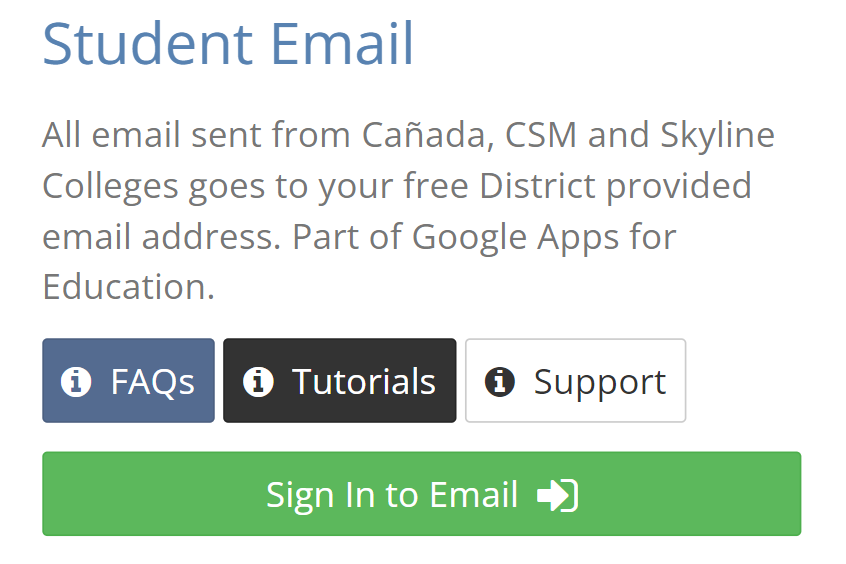 Student Email
All email sent from Cañada, CSM and Skyline
Colleges goes to your free District provided
email address. Part of Google Apps for
Education.
FAQs Tutorials Support
Sign In to Email